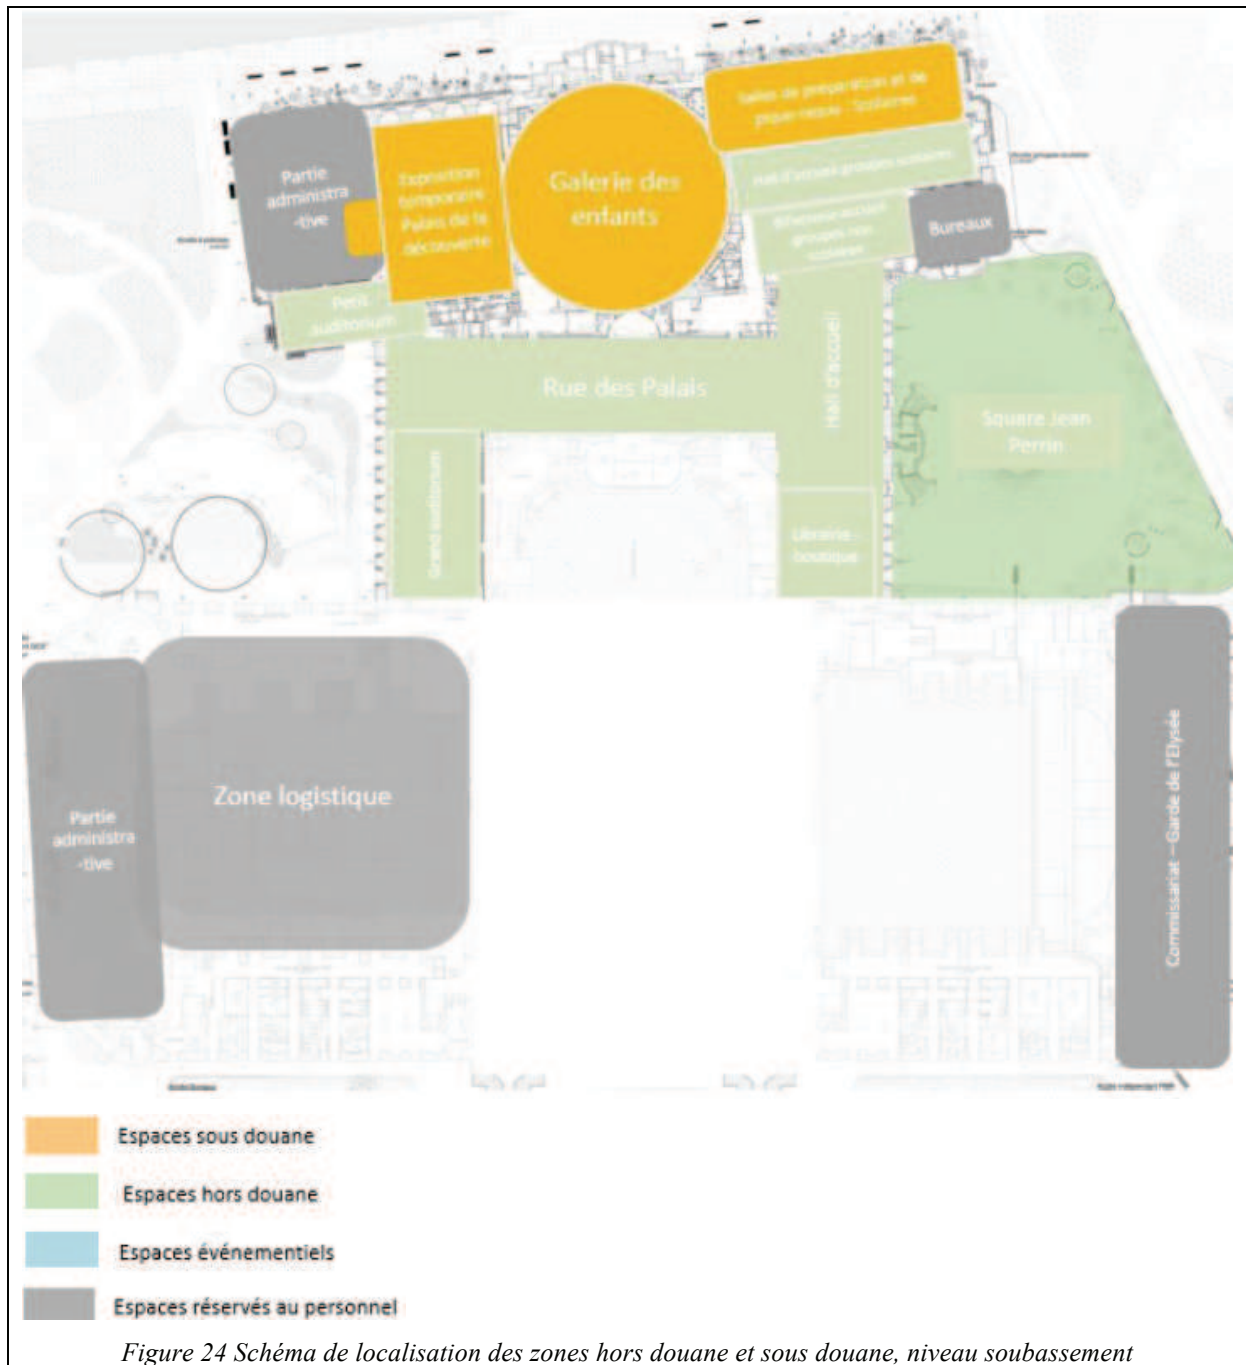 Salles de préparation et de
pique-nique - Scolaires
Partie
administra
-tive
Exposition
temporaire
Palais de la
découverte
Galerie des
enfants
Hall d'accueil groupes scolaires
groupes non
scolaires
Bureaux
Petit
auditorium
Rue des Palais
Hall d'accueil
Square Jean
Perrin
Grand auditorium
Librairie -
boutique
Zone logistique
Partie
administra
-tive
Commissariat – Garde de l'Elysée
Espaces sous douane
Espaces hors douane
Espaces événementiels
Espaces réservés au personnel
Figure 24 Schéma de localisation des zones hors douane et sous douane, niveau soubassement